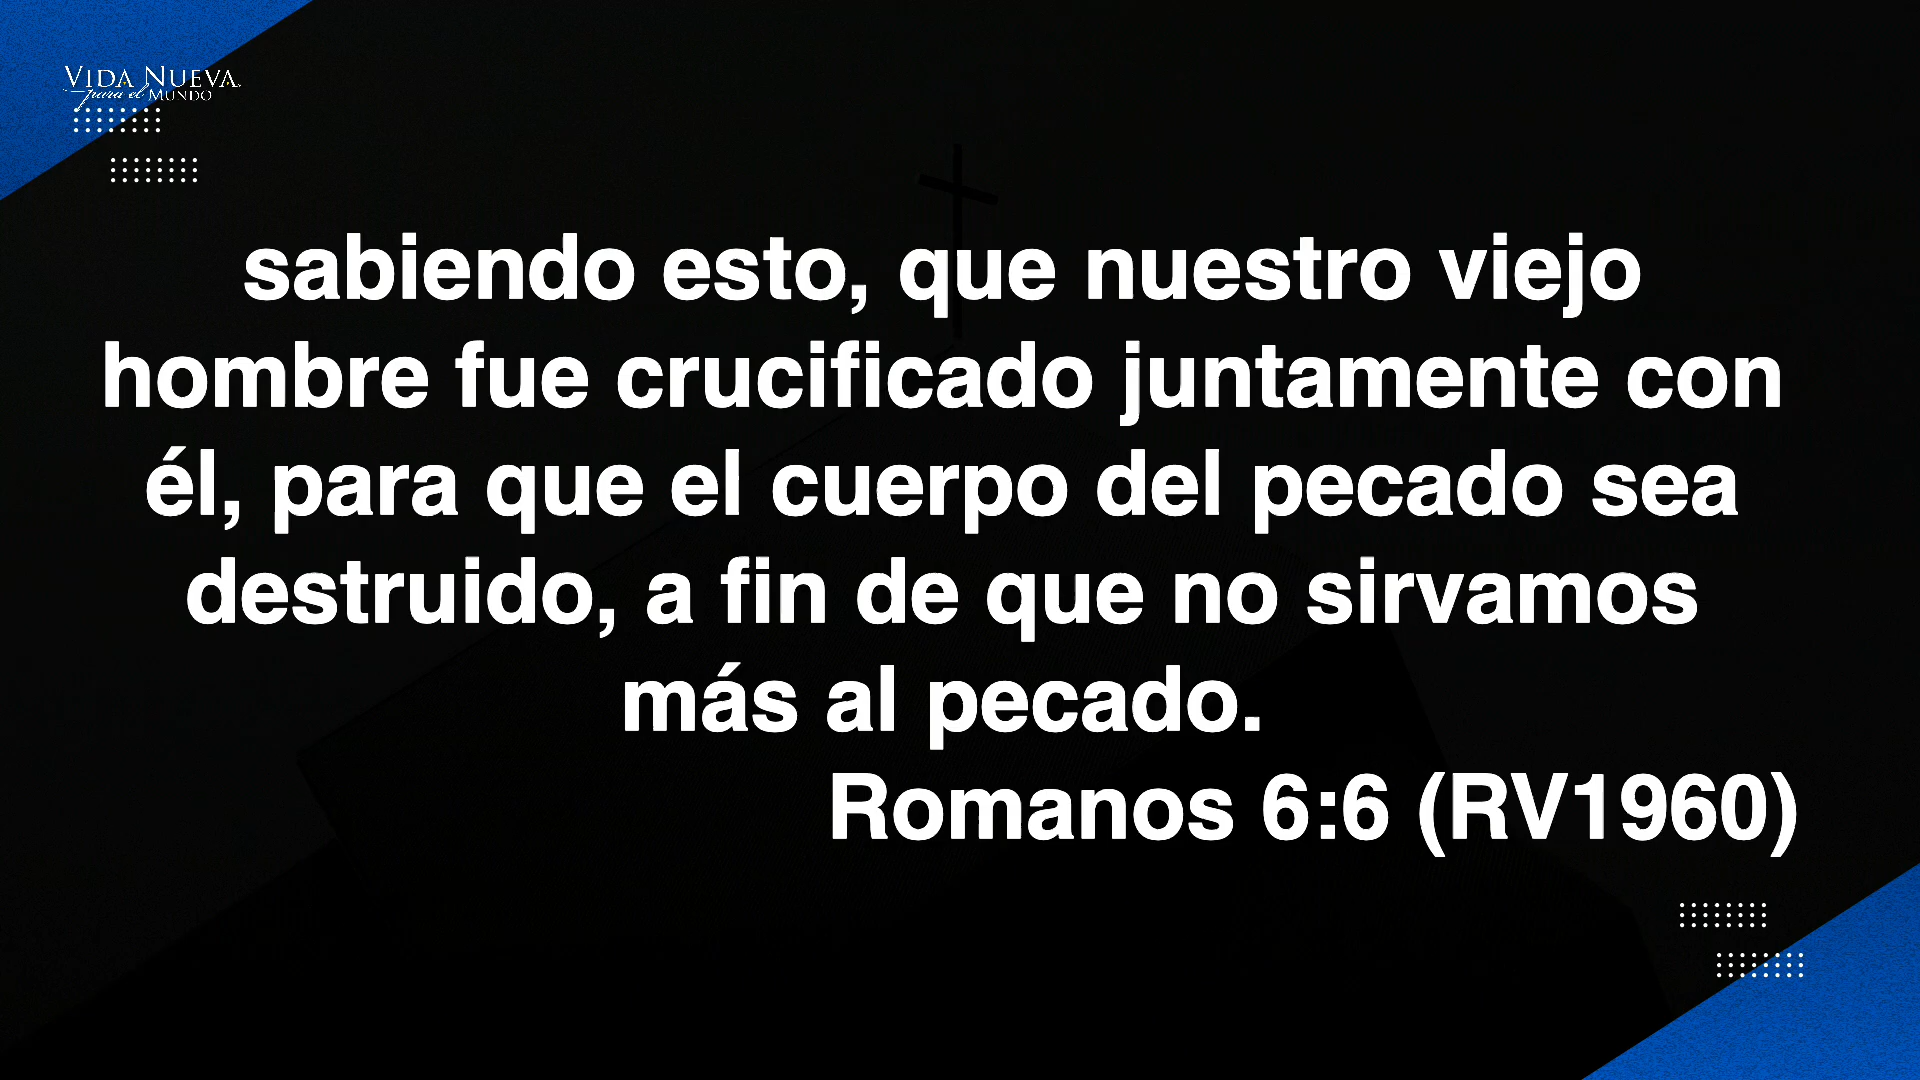 VIDA NUEVA
para el MUNDO
sabiendo esto, que nuestro viejo
hombre fue crucificado juntamente con
él, para que el cuerpo del pecado sea
destruido, a fin de que no sirvamos
más al pecado.
Romanos 6:6 (RV1960)